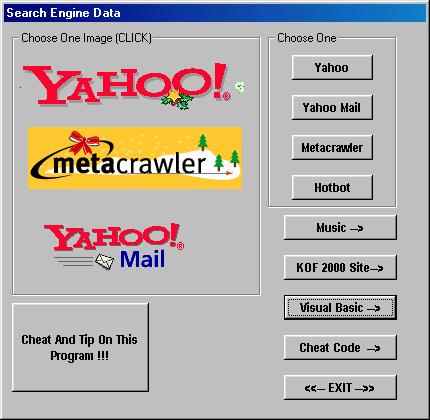 Search Engine Data
Choose One Image (CLICK)
YAHOO!®
metacrawler
YAHOO!®
Mail
Choose One
Yahoo
Yahoo Mail
Metacrawler
Hotbot
Music -->
KOF 2000 Site-->
Visual Basic -->
Cheat Code -->
<<-- EXIT -->>
Cheat And Tip On This
Program !!!